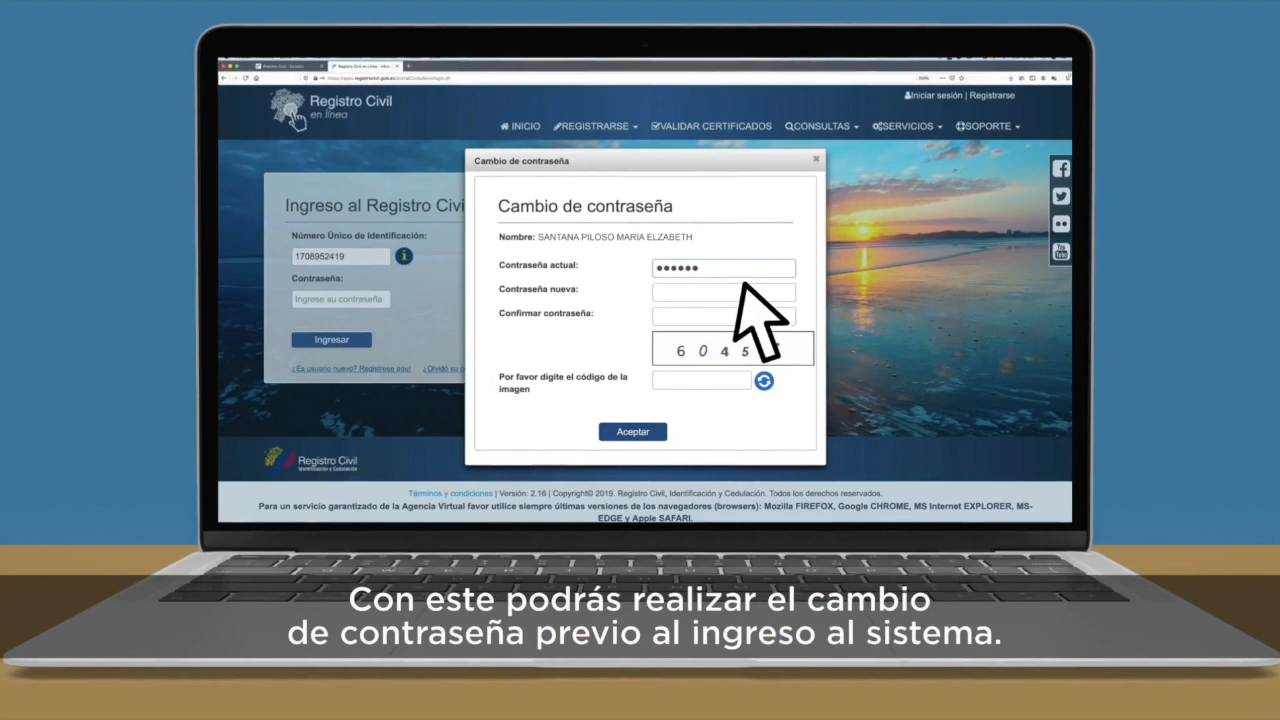 Registro Civil
en línea
Iniciar sesión | Registrarse
INICIO
REGISTRARSE
VALIDAR CERTIFICADOS
CONSULTAS
SERVICIOS
SOPORTE
Ingreso al Registro Civi
Número Único de Identificación:
1708952419
Contraseña:
Ingrese su contraseña
Ingresar
¿Es usuario nuevo? Regístrese aquí
¿Olvidó su
Cambio de contraseña
Cambio de contraseña
Nombre: SANTANA PILOSO MARIA ELZABETH
Contraseña actual:
Contraseña nueva:
Confirmar contraseña:
6 0 4 5
Por favor digite el código de la
imagen
Aceptar
You
Tube
Registro Civil
Identificación y Cedulación
Términos y condiciones | Versión: 2.16 | Copyright© 2019. Registro Civil, Identificación y Cedulación. Todos los derechos reservados.
Para un servicio garantizado de la Agencia Virtual favor utilice siempre últimas versiones de los navegadores (browsers): Mozilla FIREFOX, Google CHROME, MS Internet EXPLORER, MS-
EDGE y Apple SAFARI.
Con este podrás realizar el cambio
de contraseña previo al ingreso al sistema.